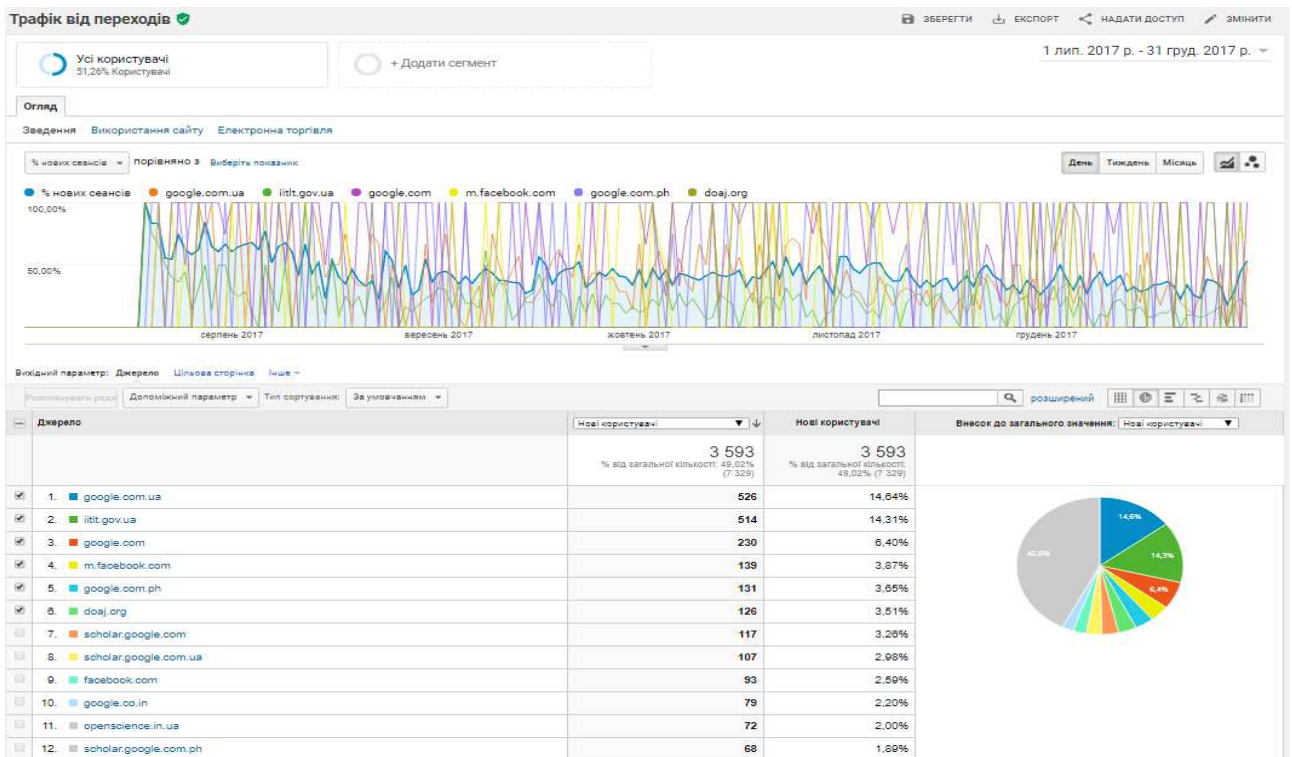 Трафік від переходів
ЗБЕРЕГТИ ЕКСПОРТ НАДАТИ ДОСТУП ЗМІНИТИ
Усі користувачі
51,26% Користувачі
+ Додати сегмент
1 лип. 2017 р. - 31 груд. 2017 р.
Огляд
Зведення Використання сайту Електронна торгівля
% нових сеансів порівняно з Виберіть показник
День Тиждень Місяць
% нових сеансів google.com.ua iitlt.gov.ua google.com m.facebook.com google.com.ph doaj.org
100,00%
50,00%
серпень 2017 вересень 2017 жовтень 2017 листопад 2017 грудень 2017
Вихідний параметр: Джерело Цільова сторінка Інше
Допоміжний параметр Тип сортування: За умовчанням
розширений
Джерело Нові користувачі Нові користувачі Внесок до загального значення: Нові користувачі
3 593 3 593
% від загальної кількості: 49,02% (7 329) % від загальної кількості: 49,02% (7 329)
1. google.com.ua 526 14,64%
2. iitlt.gov.ua 514 14,31%
3. google.com 230 6,40%
4. m.facebook.com 139 3,87%
5. google.com.ph 131 3,65%
6. doaj.org 126 3,51%
7. scholar.google.com 117 3,26%
8. scholar.google.com.ua 107 2,98%
9. facebook.com 93 2,59%
10. google.co.in 79 2,20%
11. openscience.in.ua 72 2,00%
12. scholar.google.com.ph 68 1,89%
14,6%
14,3%
6,4%
42,6%